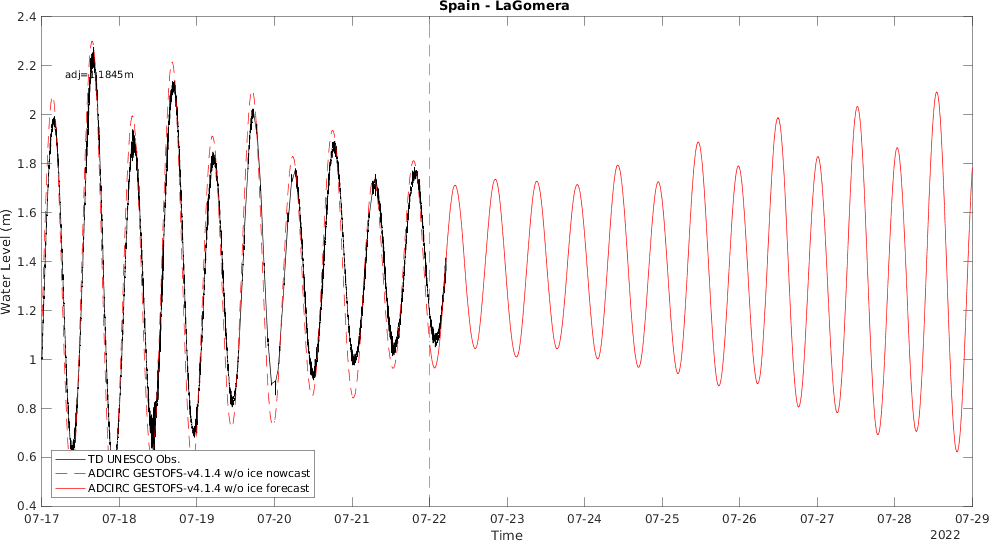 Spain - LaGomera
2.4
2.2
2
1.8
1.6
1.4
1.2
1
0.8
0.6
0.4
Water Level (m)
adj=1.1845m
TD UNESCO Obs.
ADCIRC GESTOFS-v4.1.4 w/o ice nowcast
ADCIRC GESTOFS-v4.1.4 w/o ice forecast
07-17 07-18 07-19 07-20 07-21 07-22 07-23 07-24 07-25 07-26 07-27 07-28 07-29
Time
2022